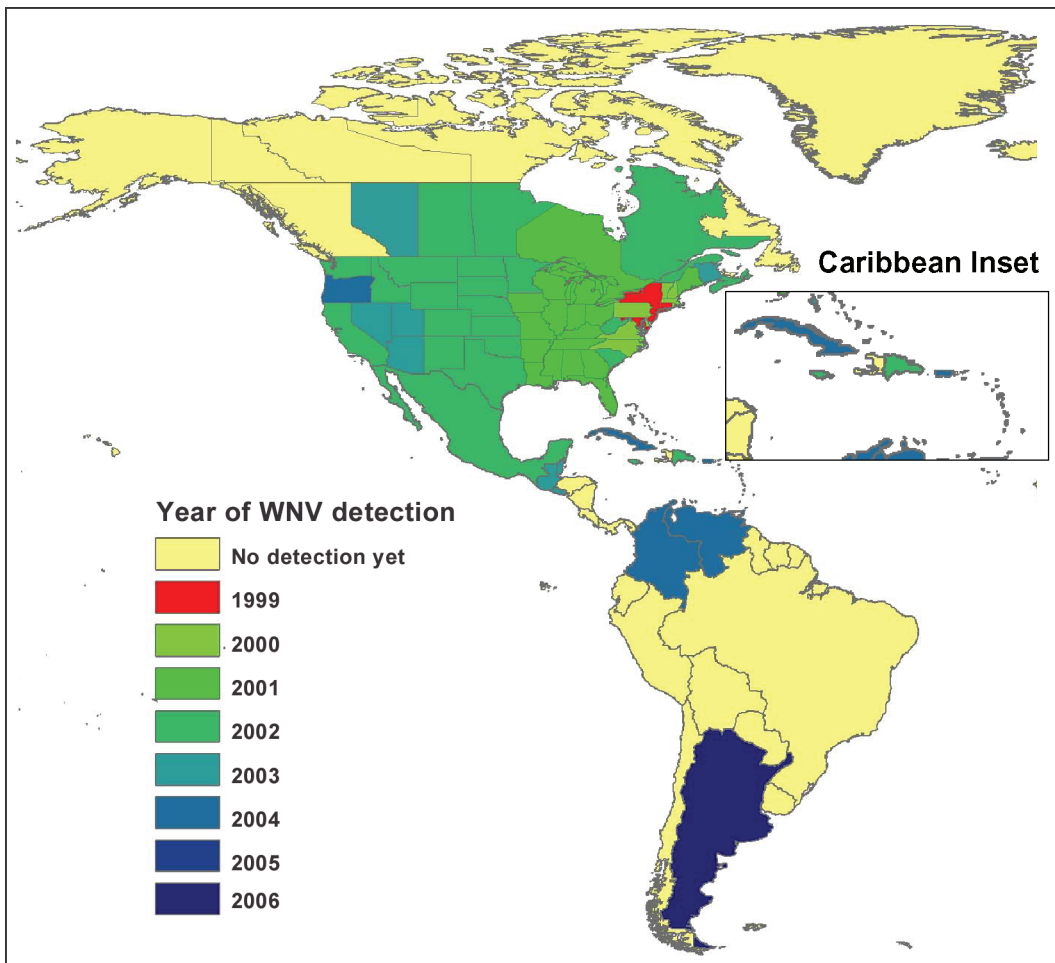 Caribbean Inset
Year of WNV detection
No detection yet
1999
2000
2001
2002
2003
2004
2005
2006